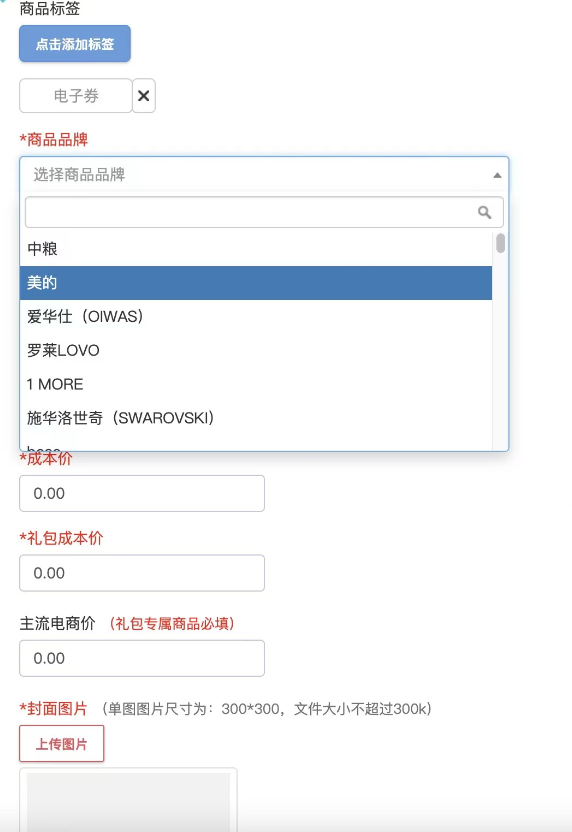 商品标签
点击添加标签
电子券 ×
*商品品牌
选择商品品牌
中粮
美的
爱华仕（OIWAS）
罗莱LOVO
1 MORE
施华洛世奇（SWAROVSKI）
*成本价
0.00
*礼包成本价
0.00
主流电商价 （礼包专属商品必填）
0.00
*封面图片 （单图图片尺寸为：300*300，文件大小不超过300k）
上传图片